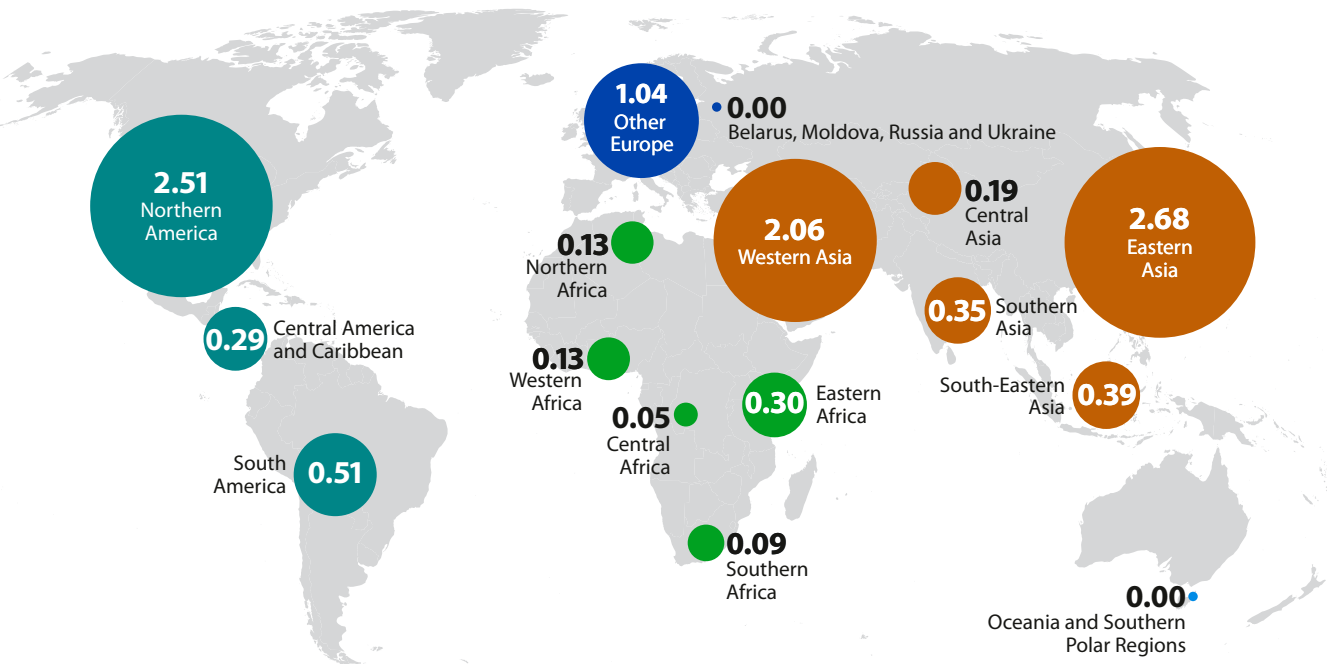 2.51
Northern
America
0.29
Central America
and Caribbean
South
America
0.51
1.04
Other
Europe
0.00
Belarus, Moldova, Russia and Ukraine
0.13
Northern
Africa
0.13
Western
Africa
0.05
Central
Africa
0.30
Eastern
Africa
0.09
Southern
Africa
2.06
Western Asia
0.19
Central
Asia
0.35
Southern
Asia
2.68
Eastern
Asia
South-Eastern
Asia
0.39
0.00
Oceania and Southern
Polar Regions